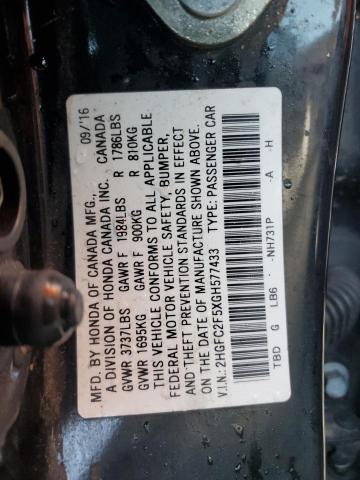 MFD. BY HONDA OF CANADA MFG., 09/'16
A DIVISION OF HONDA CANADA INC. CANADA
GVWR 3737LBS GAWR F 1984LBS R 1786LBS
GVWR 1695KG GAWR F 900KG R 810KG
THIS VEHICLE CONFORMS TO ALL APPLICABLE
FEDERAL MOTOR VEHICLE SAFETY, BUMPER,
AND THEFT PREVENTION STANDARDS IN EFFECT
ON THE DATE OF MANUFACTURE SHOWN ABOVE.
V.I.N.: 2HGFC2F5XGH577433 TYPE: PASSENGER CAR
TBD G LB6 -NH731P -A -H